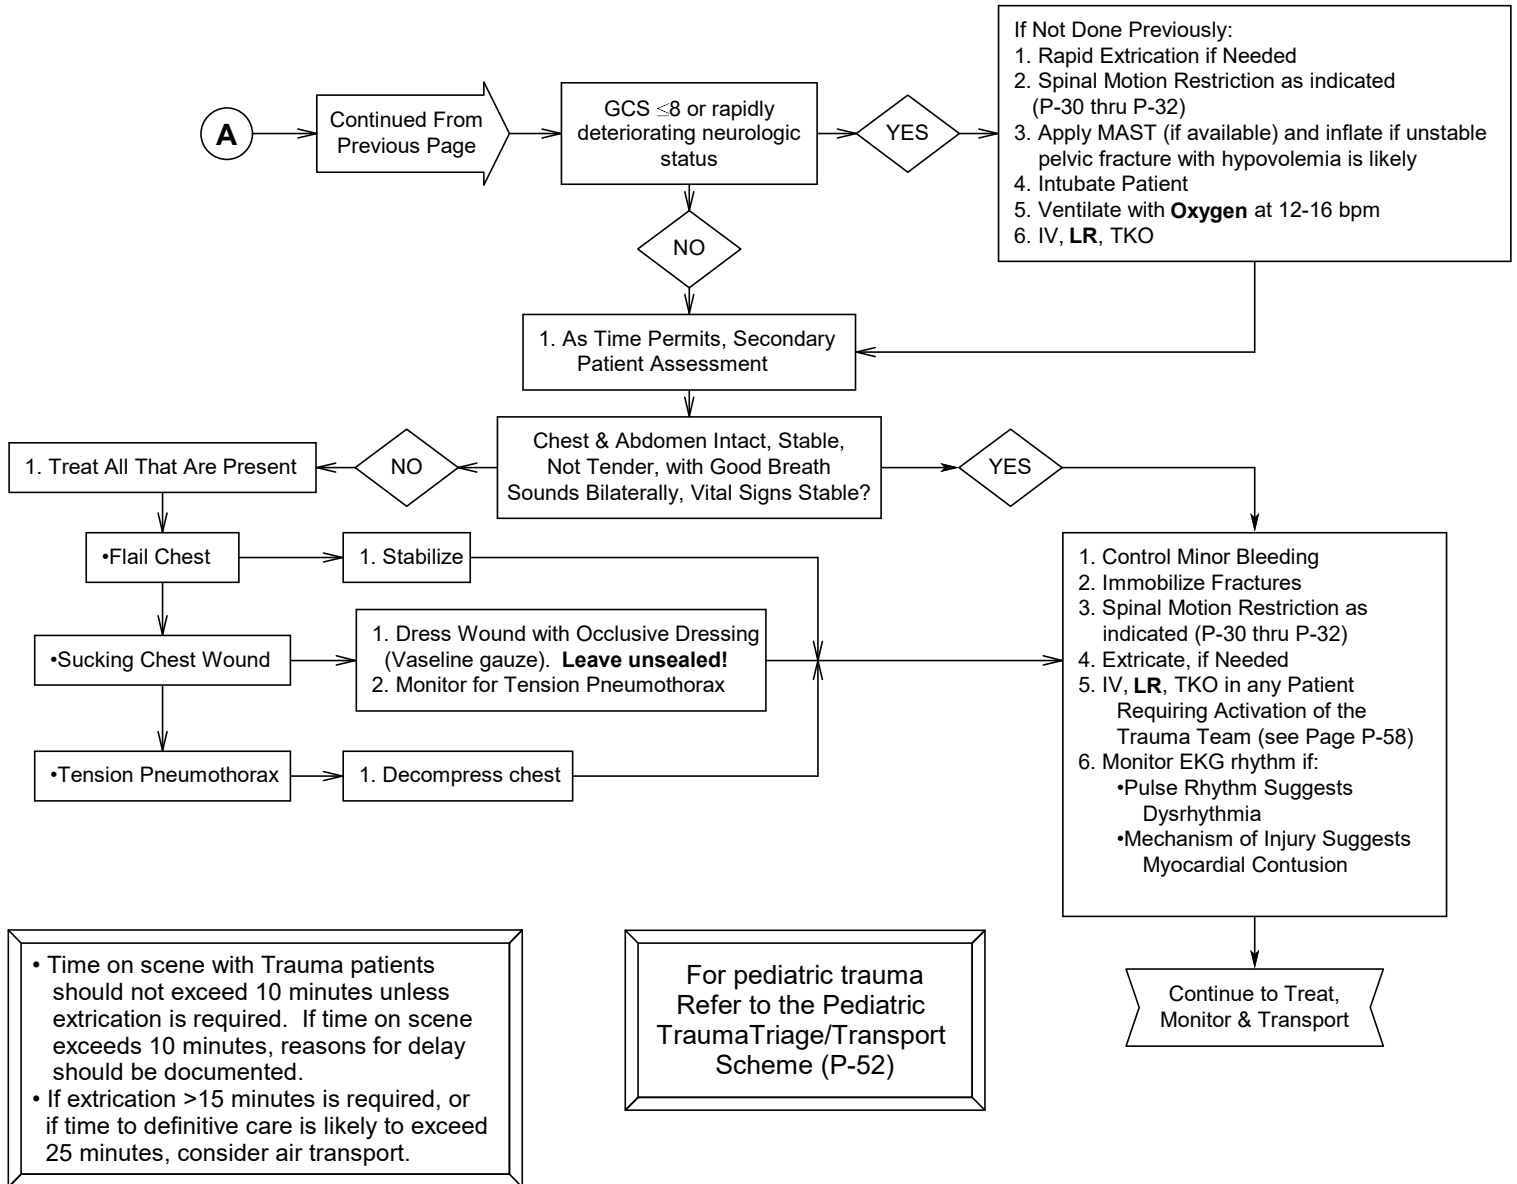 A
Continued From
Previous Page
GCS ≤8 or rapidly
deteriorating neurologic
status
YES
If Not Done Previously:
1. Rapid Extrication if Needed
2. Spinal Motion Restriction as indicated
(P-30 thru P-32)
3. Apply MAST (if available) and inflate if unstable
pelvic fracture with hypovolemia is likely
4. Intubate Patient
5. Ventilate with Oxygen at 12-16 bpm
6. IV, LR, TKO
NO
1. As Time Permits, Secondary
Patient Assessment
Chest & Abdomen Intact, Stable,
Not Tender, with Good Breath
Sounds Bilaterally, Vital Signs Stable?
NO
YES
1. Treat All That Are Present
•Flail Chest
1. Stabilize
•Sucking Chest Wound
1. Dress Wound with Occlusive Dressing
(Vaseline gauze). Leave unsealed!
2. Monitor for Tension Pneumothorax
•Tension Pneumothorax
1. Decompress chest
1. Control Minor Bleeding
2. Immobilize Fractures
3. Spinal Motion Restriction as
indicated (P-30 thru P-32)
4. Extricate, if Needed
5. IV, LR, TKO in any Patient
Requiring Activation of the
Trauma Team (see Page P-58)
6. Monitor EKG rhythm if:
•Pulse Rhythm Suggests
Dysrhythmia
•Mechanism of Injury Suggests
Myocardial Contusion
Continue to Treat,
Monitor & Transport
• Time on scene with Trauma patients
should not exceed 10 minutes unless
extrication is required. If time on scene
exceeds 10 minutes, reasons for delay
should be documented.
• If extrication >15 minutes is required, or
if time to definitive care is likely to exceed
25 minutes, consider air transport.
For pediatric trauma
Refer to the Pediatric
TraumaTriage/Transport
Scheme (P-52)